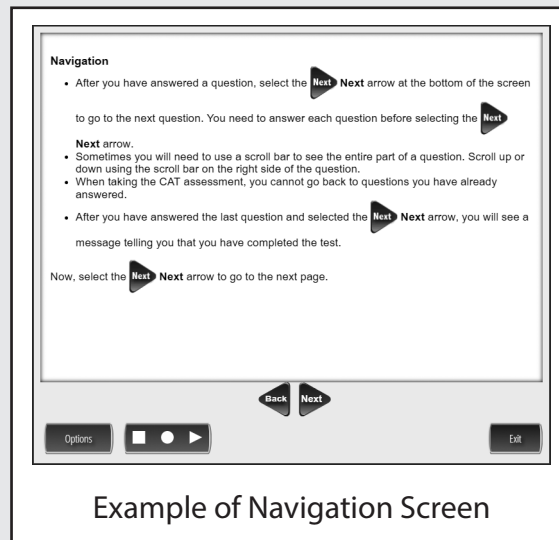 Navigation
• After you have answered a question, select the Next Next arrow at the bottom of the screen
to go to the next question. You need to answer each question before selecting the Next
Next arrow.
• Sometimes you will need to use a scroll bar to see the entire part of a question. Scroll up or
down using the scroll bar on the right side of the question.
• When taking the CAT assessment, you cannot go back to questions you have already
answered.
• After you have answered the last question and selected the Next Next arrow, you will see a
message telling you that you have completed the test.
Now, select the Next Next arrow to go to the next page.
Back Next
Options Exit
Example of Navigation Screen